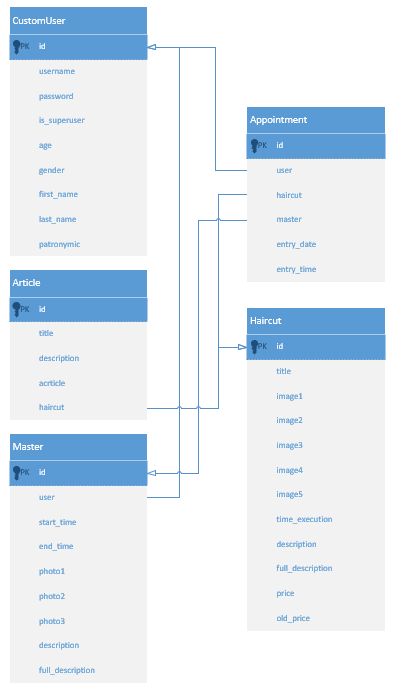 CustomUser
PK id
username
password
is_superuser
age
gender
first_name
last_name
patronymic
Article
PK id
title
description
acrticle
haircut
Master
PK id
user
start_time
end_time
photo1
photo2
photo3
description
full_description
Appointment
PK id
user
haircut
master
entry_date
entry_time
Haircut
PK id
title
image1
image2
image3
image4
image5
time_execution
description
full_description
price
old_price